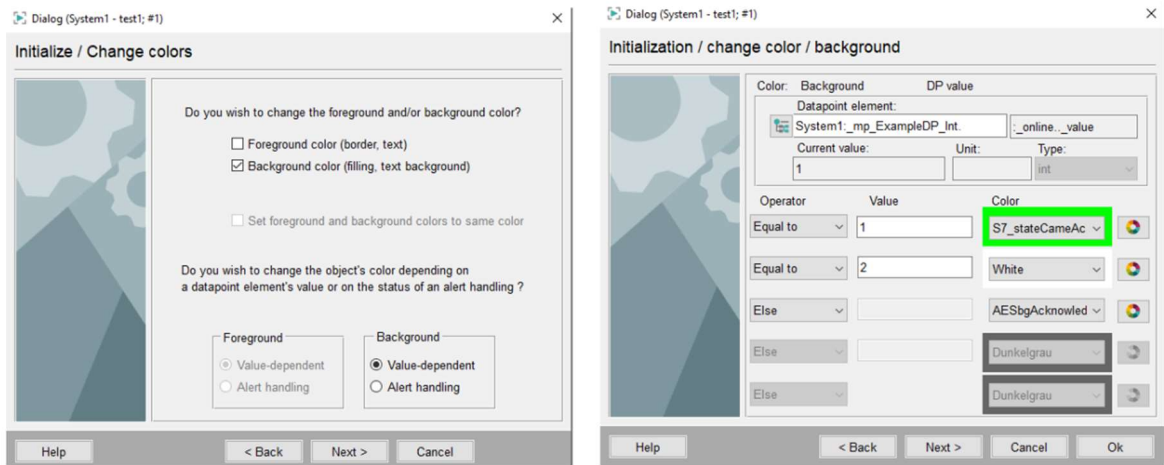 Dialog (System1 - test1; #1)
Initialize / Change colors
Do you wish to change the foreground and/or background color?
Foreground color (border, text)
Background color (filling, text background)
Set foreground and background colors to same color
Do you wish to change the object's color depending on
a datapoint element's value or on the status of an alert handling ?
Foreground
Value-dependent
Alert handling
Background
Value-dependent
Alert handling
Help
< Back
Next >
Cancel
Dialog (System1 - test1; #1)
Initialization / change color / background
Color: Background DP value
Datapoint element:
System1:_mp_ExampleDP_Int. :_online.._value
Current value: Unit: Type:
1 int
Operator Value Color
Equal to 1 S7_stateCameAc
Equal to 2 White
Else AESbgAcknowled
Else Dunkelgrau
Else Dunkelgrau
Help
< Back
Next >
Cancel
Ok